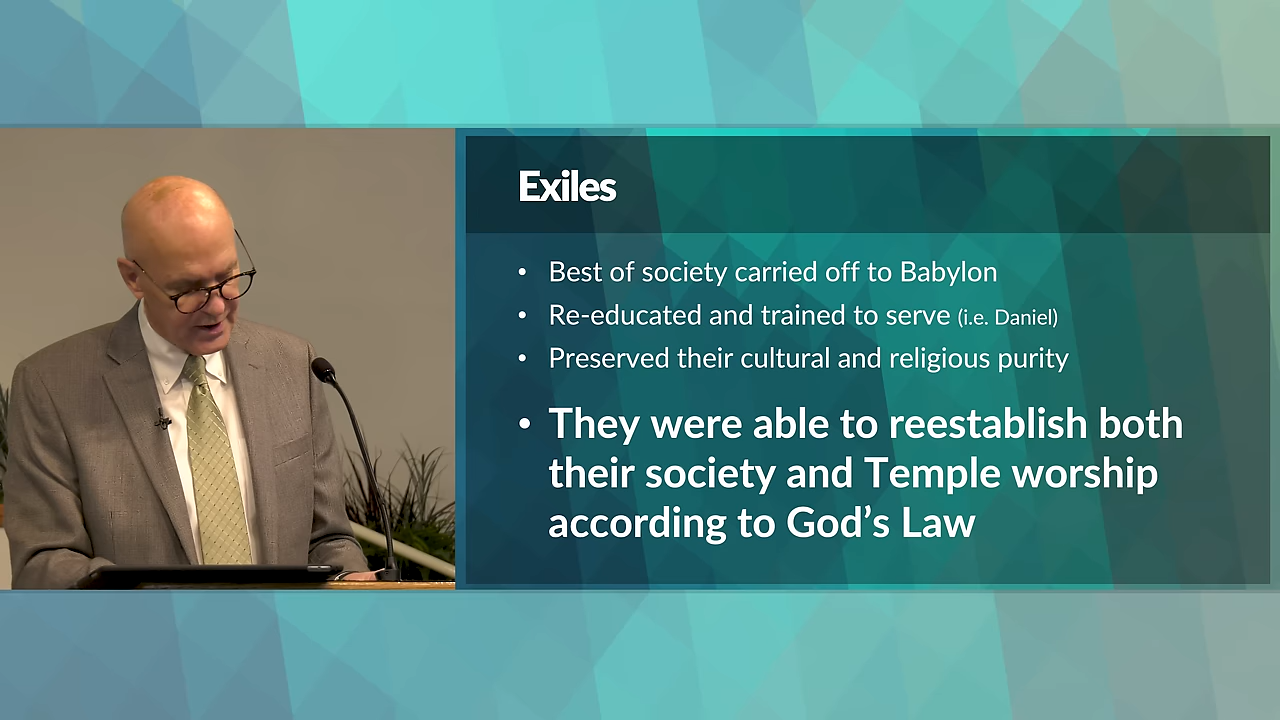 Exiles
• Best of society carried off to Babylon
• Re-educated and trained to serve (i.e. Daniel)
• Preserved their cultural and religious purity
• They were able to reestablish both
their society and Temple worship
according to God’s Law